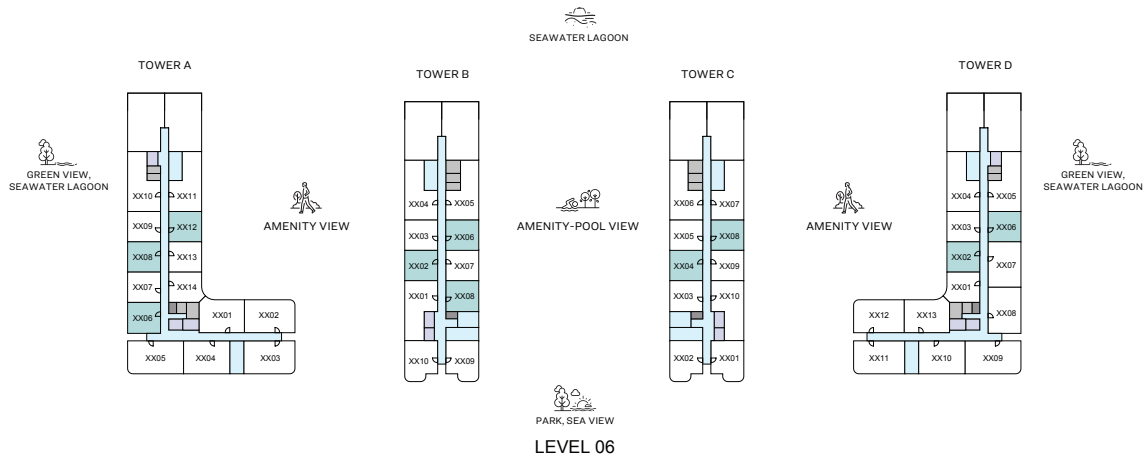 SEAWATER LAGOON
TOWER A
TOWER B
TOWER C
TOWER D
GREEN VIEW,
SEAWATER LAGOON
AMENITY VIEW
AMENITY-POOL VIEW
AMENITY VIEW
GREEN VIEW,
SEAWATER LAGOON
XX10 XX11
XX09 XX12
XX08 XX13
XX07 XX14
XX06 XX01 XX02
XX05 XX04 XX03
XX04 XX05
XX03 XX06
XX02 XX07
XX01 XX08
XX10 XX09
XX06 XX07
XX05 XX08
XX04 XX09
XX03 XX10
XX02 XX01
XX04 XX05
XX03 XX06
XX02 XX07
XX01
XX12 XX13 XX08
XX11 XX10 XX09
PARK, SEA VIEW
LEVEL 06